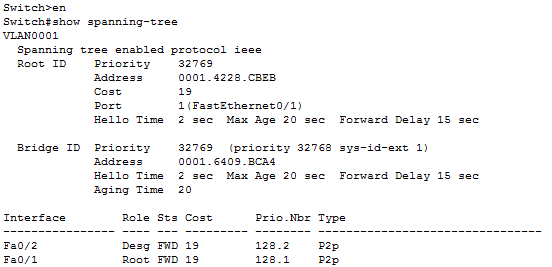 Switch>en
Switch#show spanning-tree
VLAN0001
  Spanning tree enabled protocol ieee
  Root ID    Priority    32769
             Address     0001.4228.CBEB
             Cost        19
             Port        1(FastEthernet0/1)
             Hello Time  2 sec  Max Age 20 sec  Forward Delay 15 sec

  Bridge ID  Priority    32769  (priority 32768 sys-id-ext 1)
             Address     0001.6409.BCA4
             Hello Time  2 sec  Max Age 20 sec  Forward Delay 15 sec
             Aging Time  20

Interface        Role Sts Cost      Prio.Nbr Type
---------------- ---- --- --------- -------- --------------------------------
Fa0/2            Desg FWD 19        128.2    P2p
Fa0/1            Root FWD 19        128.1    P2p